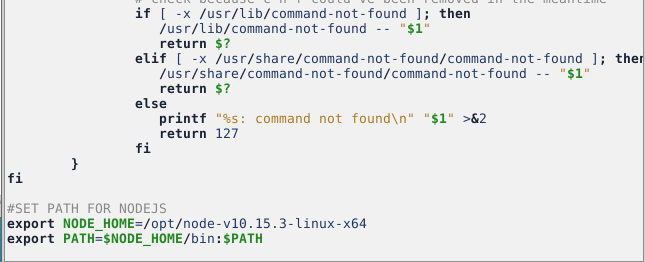 # check because c-n-f could've been removed in the meantime
if [ -x /usr/lib/command-not-found ]; then
/usr/lib/command-not-found -- "$1"
return $?
elif [ -x /usr/share/command-not-found/command-not-found ]; then
/usr/share/command-not-found/command-not-found -- "$1"
return $?
else
printf "%s: command not found\n" "$1" >&2
return 127
fi
}
fi
#SET PATH FOR NODEJS
export NODE_HOME=/opt/node-v10.15.3-linux-x64
export PATH=$NODE_HOME/bin:$PATH